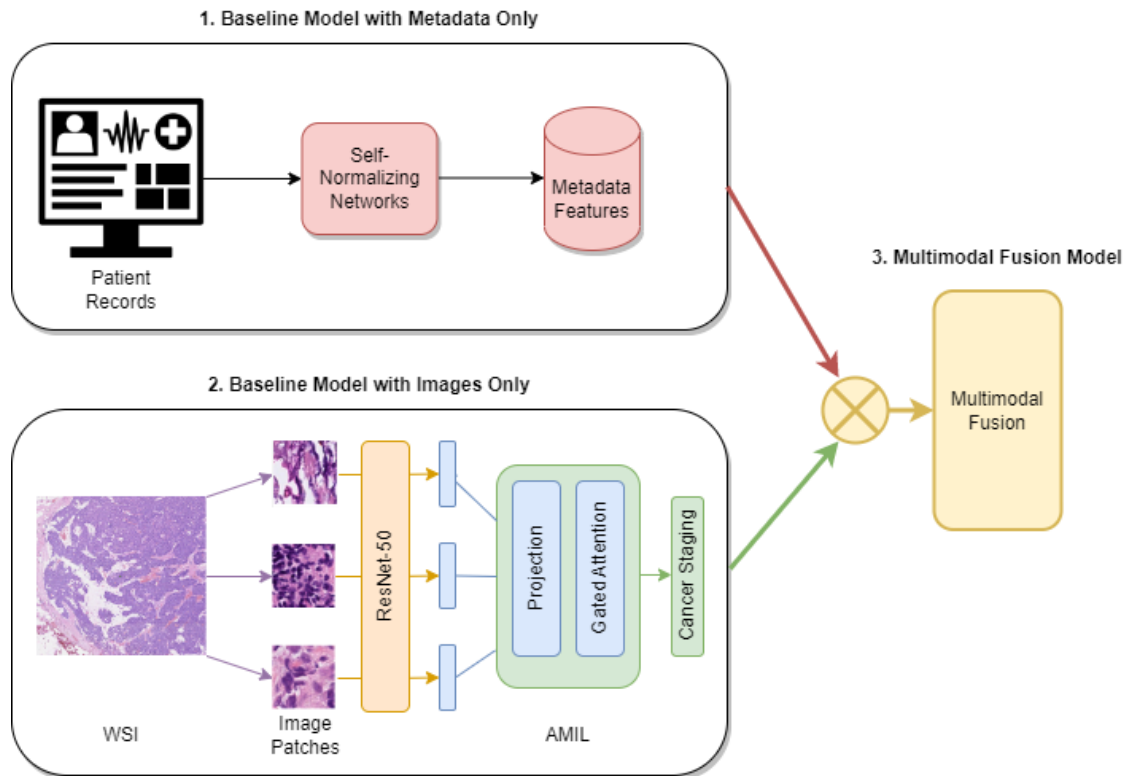 1. Baseline Model with Metadata Only
Self-
Normalizing
Networks
Metadata
Features
Patient
Records
3. Multimodal Fusion Model
Multimodal
Fusion
2. Baseline Model with Images Only
ResNet-50
Projection
Gated Attention
Cancer Staging
WSI
Image
Patches
AMIL